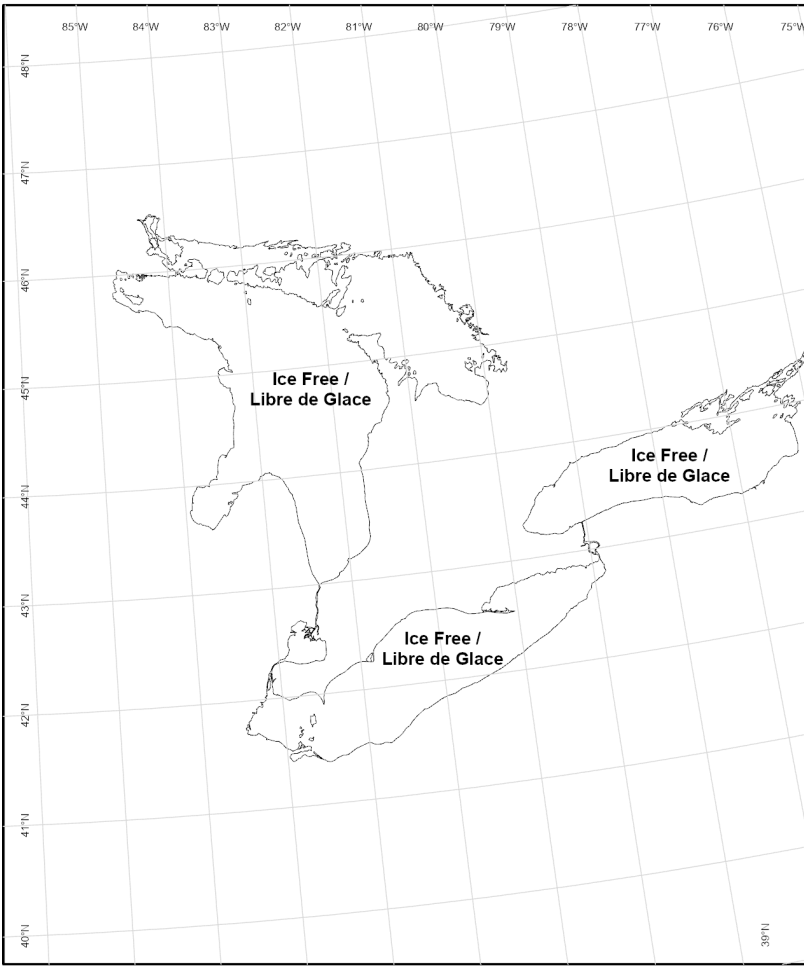 85°W 84°W 83°W 82°W 81°W 80°W 79°W 78°W 77°W 76°W 75°W
48°N
47°N
46°N
45°N
44°N
43°N
42°N
41°N
40°N
39°N
Ice Free /
Libre de Glace
Ice Free /
Libre de Glace
Ice Free /
Libre de Glace